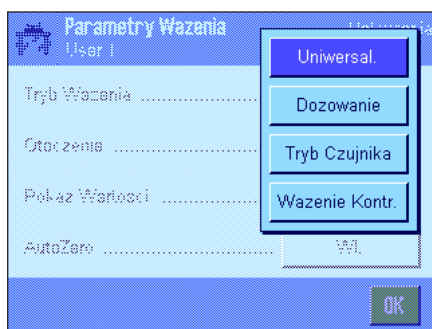 Parametry Wazenia
User 1
Uniwersal.
Tryb Wazenia
Dozowanie
Otoczenie
Tryb Czujnika
Pokaz Wartosci
Wazenie Kontr.
AutoZero
Wl.
OK